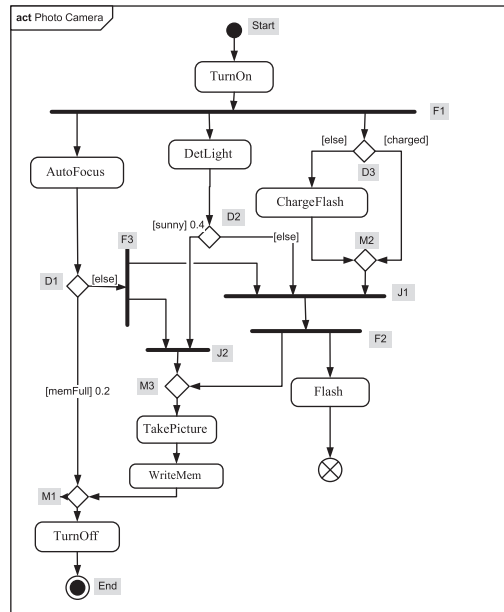 act Photo Camera
Start
TurnOn
F1
[else]
[charged]
DetLight
AutoFocus
D3
ChargeFlash
[sunny] 0.4
D2
F3
[else]
M2
D1
[else]
J1
F2
J2
M3
Flash
[memFull] 0.2
TakePicture
WriteMem
M1
TurnOff
End